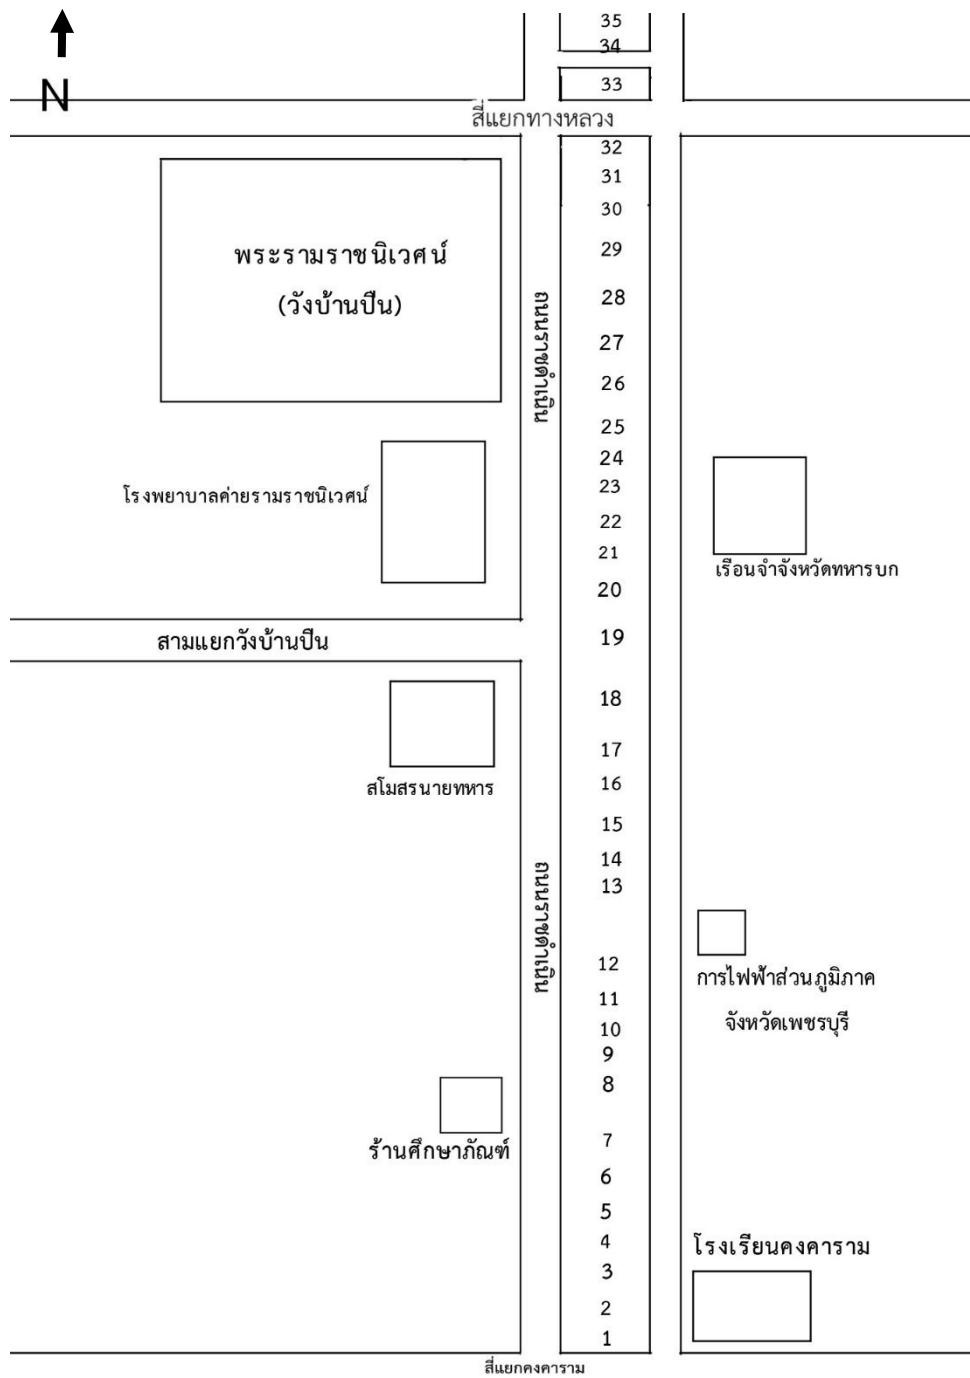 35
34
N
33
สี่แยกทางหลวง
32
31
30
พระรามราชนิเวศน์
29
(วังบ้านปืน)
28
ถนนราชดำเนิน
27
26
25
24
23
โรงพยาบาลค่ายรามราชนิเวศน์
22
21
เรือนจำจังหวัดทหารบก
20
สามแยกวังบ้านปืน
19
18
17
สโมสรนายทหาร
16
15
14
13
ถนนราชดำเนิน
12
การไฟฟ้าส่วนภูมิภาค
11
จังหวัดเพชรบุรี
10
9
8
7
ร้านศึกษาภัณฑ์
6
5
4
โรงเรียนคงคาราม
3
2
1
สี่แยกคงคาราม